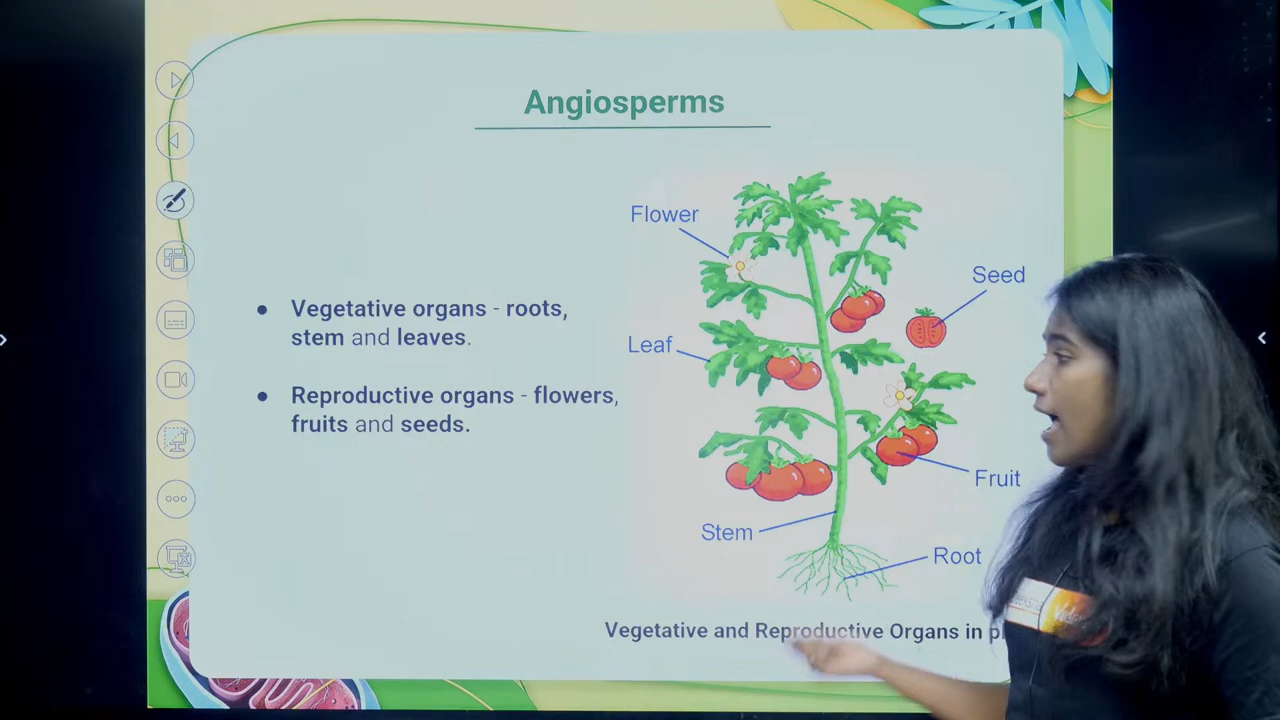 Angiosperms
● Vegetative organs - roots,
stem and leaves.
● Reproductive organs - flowers,
fruits and seeds.
Flower
Seed
Leaf
Fruit
Stem
Root
Vegetative and Reproductive Organs in